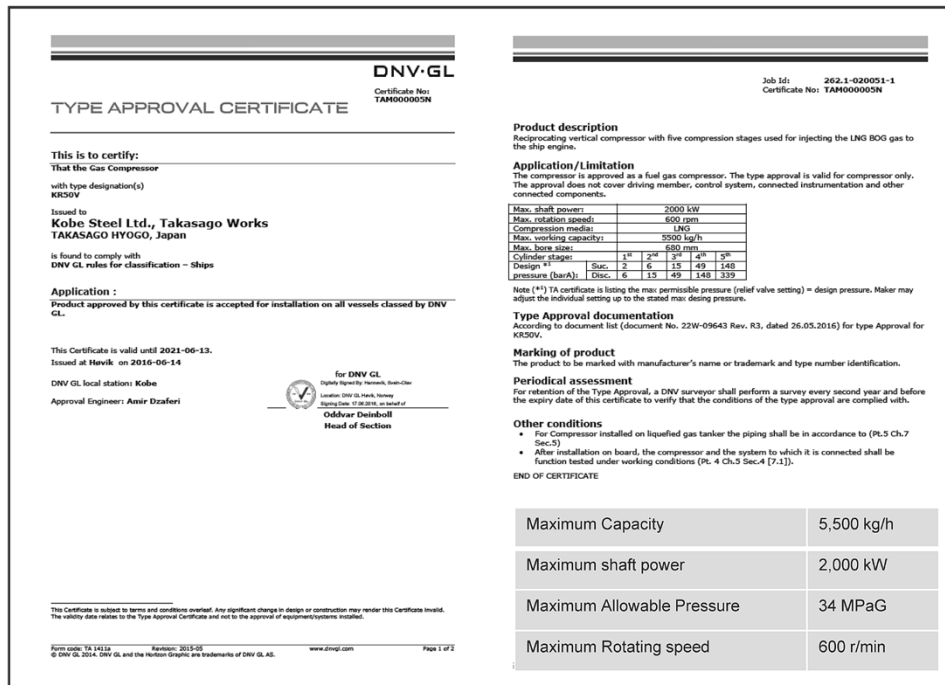 DNV·GL
Certificate No:
TAM000005N
TYPE APPROVAL CERTIFICATE
This is to certify:
That the Gas Compressor
with type designation(s)
KR50V
Issued to
Kobe Steel Ltd., Takasago Works
TAKASAGO HYOGO, Japan
is found to comply with
DNV GL rules for classification – Ships
Application :
Product approved by this certificate is accepted for installation on all vessels classed by DNV
GL.
This Certificate is valid until 2021-06-13.
Issued at Høvik on 2016-06-14
DNV GL local station: Kobe
Approval Engineer: Amir Dzaferi
for DNV GL
Digitally Signed By:
Location: DNV GL Høvik, Norway
Signing Date: 17.06.2016, on behalf of
Oddvar Deinboll
Head of Section
This Certificate is subject to terms and conditions overleaf. Any significant change in design or construction may render this Certificate invalid.
The validity date relates to the Type Approval Certificate and not to the approval of equipment/systems installed.
Form code: TA 1411a Revision: 2015-05 www.dnvgl.com Page 1 of 2
© DNV GL 2014. DNV GL and the Horizon Graphic are trademarks of DNV GL AS.
Job Id: 262.1-020051-1
Certificate No: TAM000005N
Product description
Reciprocating vertical compressor with five compression stages used for injecting the LNG BOG gas to
the ship engine.
Application/Limitation
The compressor is approved as a fuel gas compressor. The type approval is valid for compressor only.
The approval does not cover driving member, control system, connected instrumentation and other
connected components.
Max. shaft power: 2000 kW
Max. rotation speed: 600 rpm
Compression media: LNG
Max. working capacity: 5500 kg/h
Max. bore size: 680 mm
Cylinder stage: 1st 2nd 3rd 4th 5th
Design *1 Suc. 2 6 15 49 148
pressure (barA): Disc. 6 15 49 148 339
Note (*1) TA certificate is listing the max permissible pressure (relief valve setting) = design pressure. Maker may
adjust the individual setting up to the stated max desing pressure.
Type Approval documentation
According to document list (document No. 22W-09643 Rev. R3, dated 26.05.2016) for type Approval for
KR50V.
Marking of product
The product to be marked with manufacturer's name or trademark and type number identification.
Periodical assessment
For retention of the Type Approval, a DNV surveyor shall perform a survey every second year and before
the expiry date of this certificate to verify that the conditions of the type approval are complied with.
Other conditions
• For Compressor installed on liquefied gas tanker the piping shall be in accordance to (Pt.5 Ch.7
Sec.5)
• After installation on board, the compressor and the system to which it is connected shall be
function tested under working conditions (Pt. 4 Ch.5 Sec.4 [7.1]).
END OF CERTIFICATE
Maximum Capacity 5,500 kg/h
Maximum shaft power 2,000 kW
Maximum Allowable Pressure 34 MPaG
Maximum Rotating speed 600 r/min